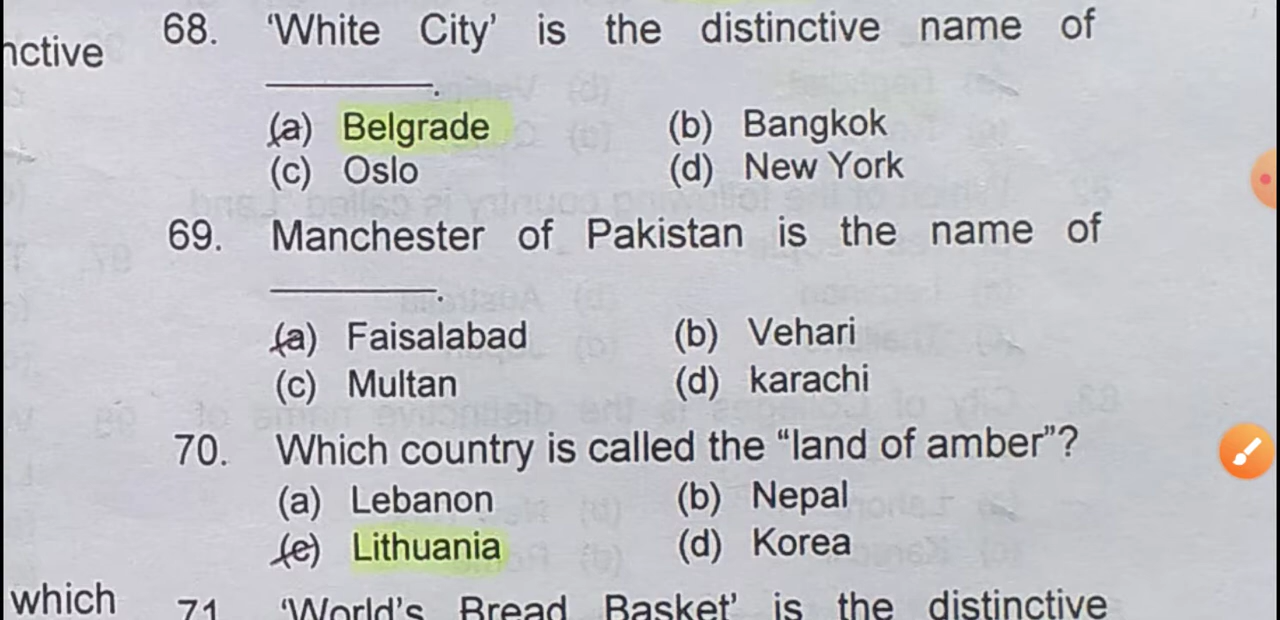 nctive
68. 'White City' is the distinctive name of
________.
(a) Belgrade (b) Bangkok
(c) Oslo (d) New York
69. Manchester of Pakistan is the name of
________.
(a) Faisalabad (b) Vehari
(c) Multan (d) karachi
70. Which country is called the “land of amber”?
(a) Lebanon (b) Nepal
(c) Lithuania (d) Korea
which
71 'World's Bread Basket' is the distinctive